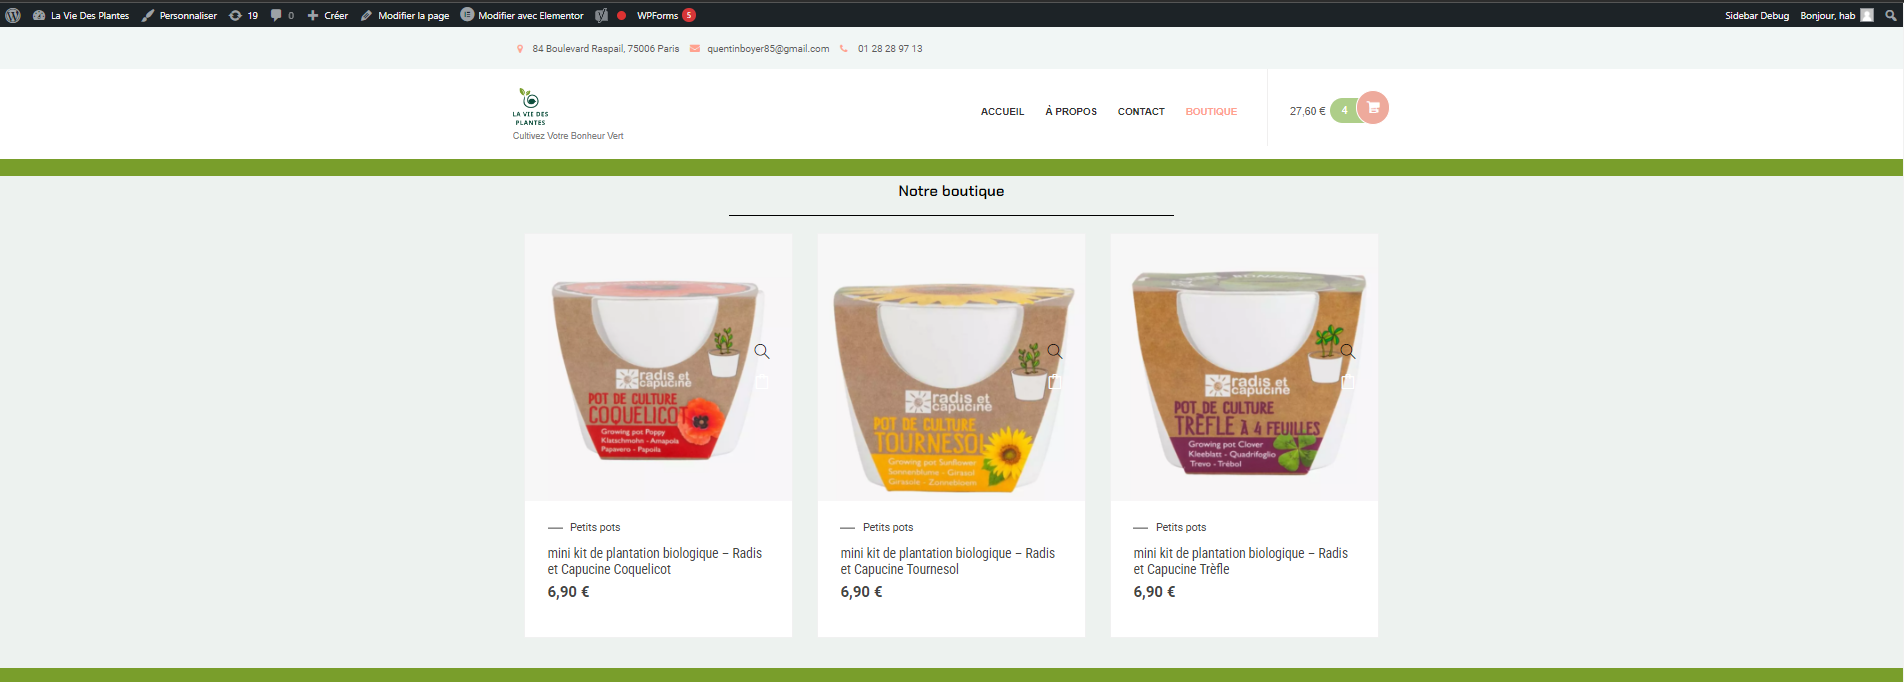 La Vie Des Plantes Personnaliser 19 0 Créer Modifier la page Modifier avec Elementor WPForms 5 Sidebar Debug Bonjour, hab
84 Boulevard Raspail, 75006 Paris quentinboyer85@gmail.com 01 28 28 97 13
LA VIE DES
PLANTES
Cultivez Votre Bonheur Vert
ACCUEIL À PROPOS CONTACT BOUTIQUE 27,60 € 4
Notre boutique
radis et
capucine
POT DE CULTURE
COQUELICOT
Growing pot Poppy
Klatschmohn - Amapola
Papavero - Papoila
radis et
capucine
POT DE CULTURE
TOURNESOL
Growing pot Sunflower
Sonnenblume - Girasol
Girasole - Zonnebloem
radis et
capucine
POT DE CULTURE
TRÈFLE À 4 FEUILLES
Growing pot Clover
Kleeblatt - Quadrifoglio
Trevo - Trébol
Petits pots
mini kit de plantation biologique – Radis
et Capucine Coquelicot
6,90 €
Petits pots
mini kit de plantation biologique – Radis
et Capucine Tournesol
6,90 €
Petits pots
mini kit de plantation biologique – Radis
et Capucine Trèfle
6,90 €